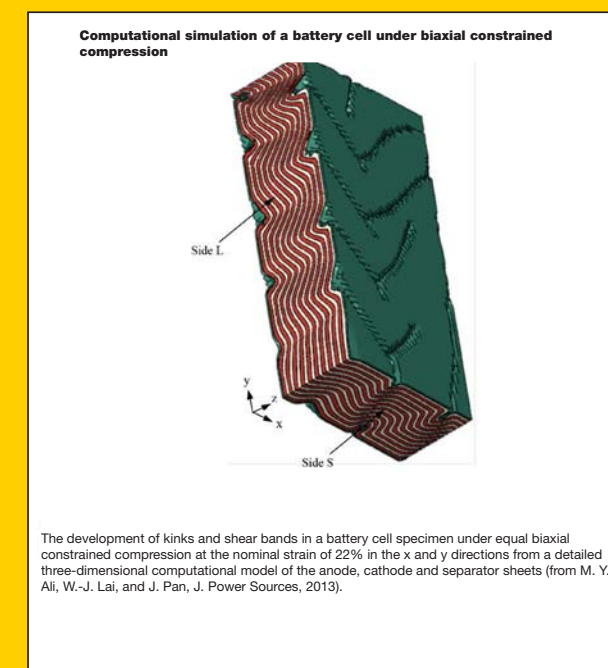 Computational simulation of a battery cell under biaxial constrained
compression
Side L
y
z
x
Side S
The development of kinks and shear bands in a battery cell specimen under equal biaxial
constrained compression at the nominal strain of 22% in the x and y directions from a detailed
three-dimensional computational model of the anode, cathode and separator sheets (from M. Y.
Ali, W.-J. Lai, and J. Pan, J. Power Sources, 2013).